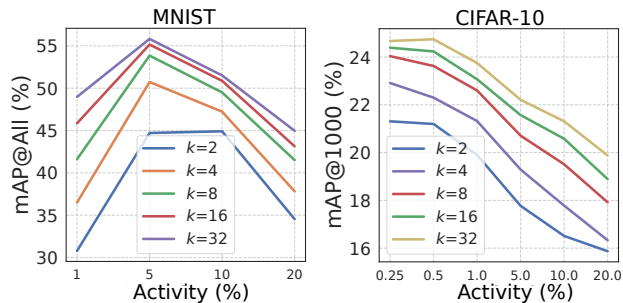 MNIST
mAP@All (%)
55
50
45
40
35
30
k=2
k=4
k=8
k=16
k=32
1 5 10 20
Activity (%)
CIFAR-10
mAP@1000 (%)
24
22
20
18
16
k=2
k=4
k=8
k=16
k=32
0.25 0.5 1.0 5.0 10.0 20.0
Activity (%)